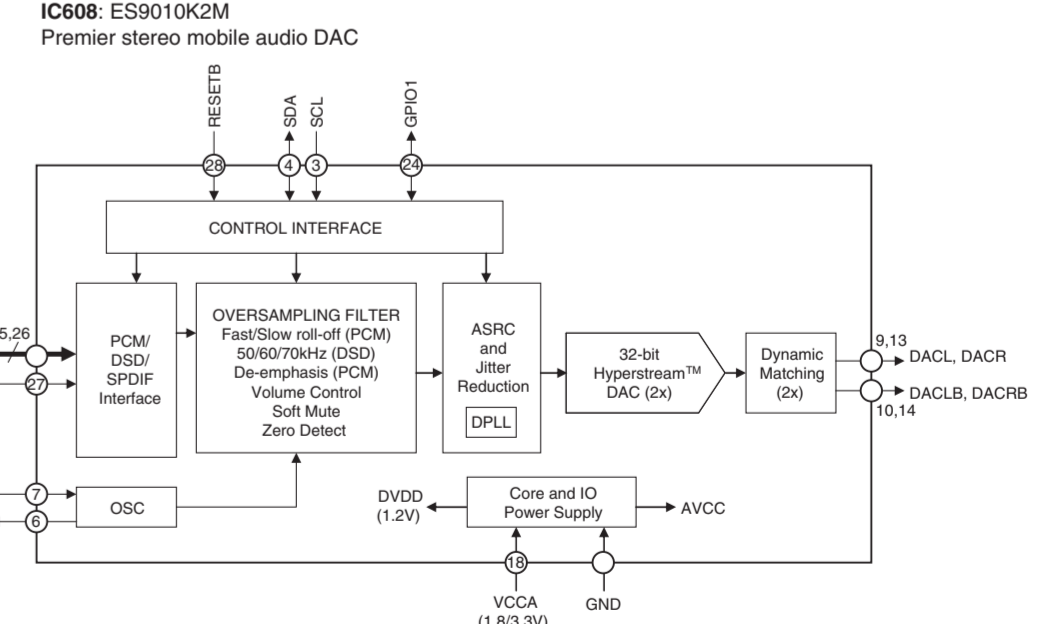 IC608: ES9010K2M
Premier stereo mobile audio DAC
RESETB
SDA
SCL
GPIO1
28
4
3
24
CONTROL INTERFACE
5,26
27
PCM/
DSD/
SPDIF
Interface
OVERSAMPLING FILTER
Fast/Slow roll-off (PCM)
50/60/70kHz (DSD)
De-emphasis (PCM)
Volume Control
Soft Mute
Zero Detect
ASRC
and
Jitter
Reduction
DPLL
32-bit
Hyperstream™
DAC (2x)
Dynamic
Matching
(2x)
9,13
DACL, DACR
DACLB, DACRB
10,14
7
6
OSC
DVDD
(1.2V)
Core and IO
Power Supply
AVCC
18
VCCA
(1.8/3.3V)
GND